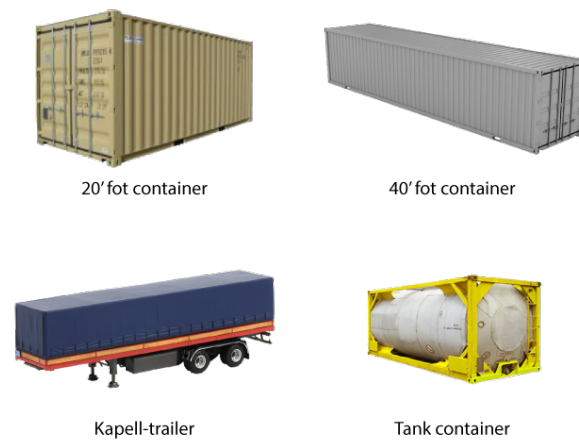 20' fot container
40' fot container
Kapell-trailer
Tank container